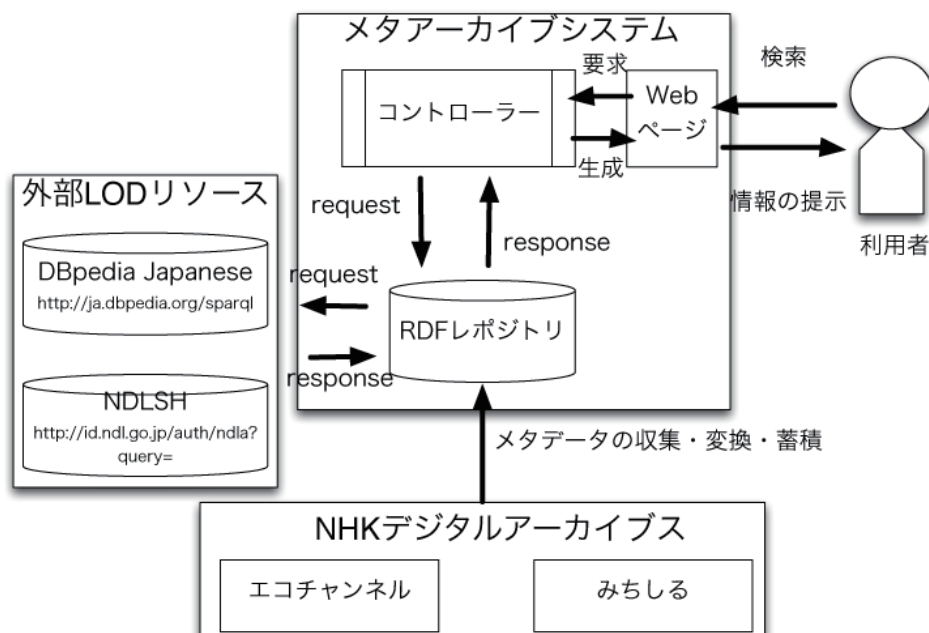 メタアーカイブシステム
要求
検索
コントローラー
Web
ページ
生成
情報の提示
利用者
外部LODリソース
request
response
DBpedia Japanese
http://ja.dbpedia.org/sparql
request
RDFレポジトリ
response
NDLSH
http://id.ndl.go.jp/auth/ndla?
query=
メタデータの収集・変換・蓄積
NHKデジタルアーカイブス
エコチャンネル
みちしる